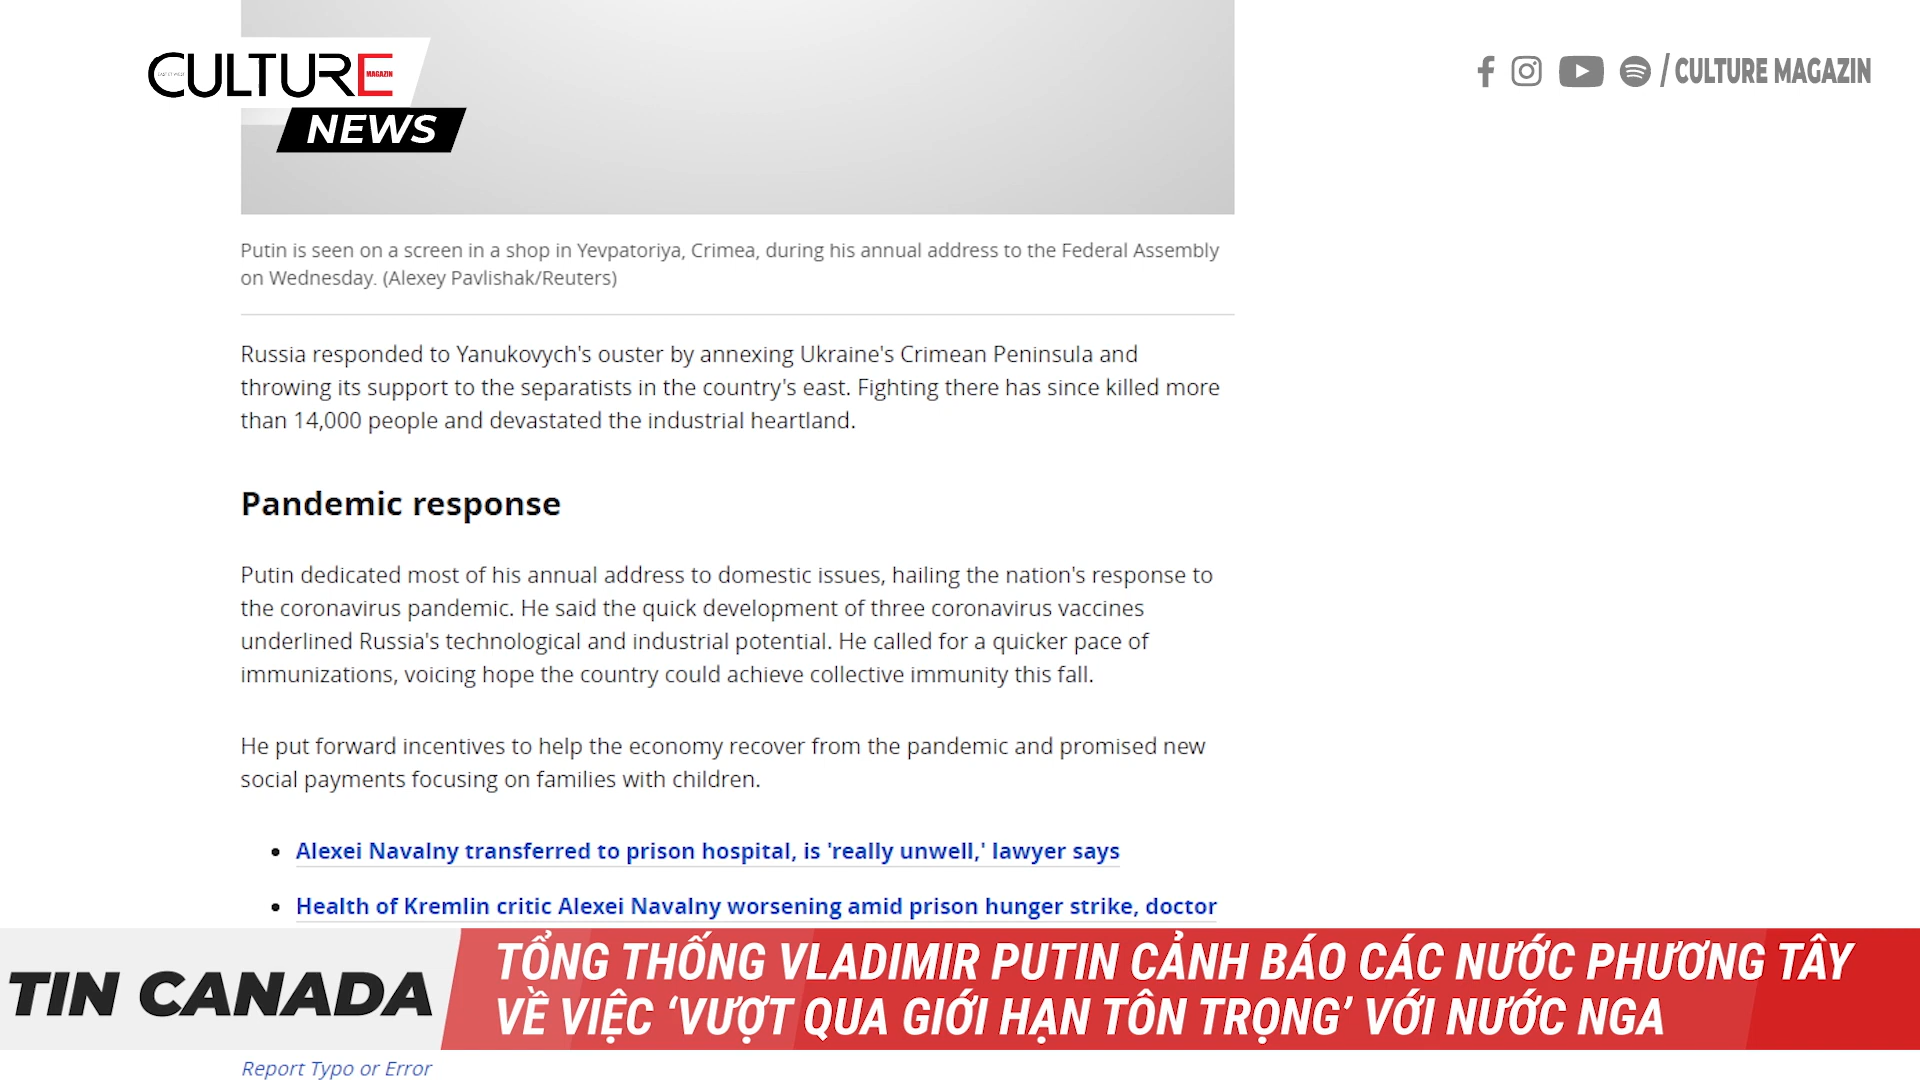 CULTURE
MAGAZIN
NEWS
/ CULTURE MAGAZIN
Putin is seen on a screen in a shop in Yevpatoriya, Crimea, during his annual address to the Federal Assembly
on Wednesday. (Alexey Pavlishak/Reuters)
Russia responded to Yanukovych's ouster by annexing Ukraine's Crimean Peninsula and
throwing its support to the separatists in the country's east. Fighting there has since killed more
than 14,000 people and devastated the industrial heartland.
Pandemic response
Putin dedicated most of his annual address to domestic issues, hailing the nation's response to
the coronavirus pandemic. He said the quick development of three coronavirus vaccines
underlined Russia's technological and industrial potential. He called for a quicker pace of
immunizations, voicing hope the country could achieve collective immunity this fall.
He put forward incentives to help the economy recover from the pandemic and promised new
social payments focusing on families with children.
• Alexei Navalny transferred to prison hospital, is 'really unwell,' lawyer says
• Health of Kremlin critic Alexei Navalny worsening amid prison hunger strike, doctor
TIN CANADA
TỔNG THỐNG VLADIMIR PUTIN CẢNH BÁO CÁC NƯỚC PHƯƠNG TÂY
VỀ VIỆC ‘VƯỢT QUA GIỚI HẠN TÔN TRỌNG’ VỚI NƯỚC NGA
Report Typo or Error